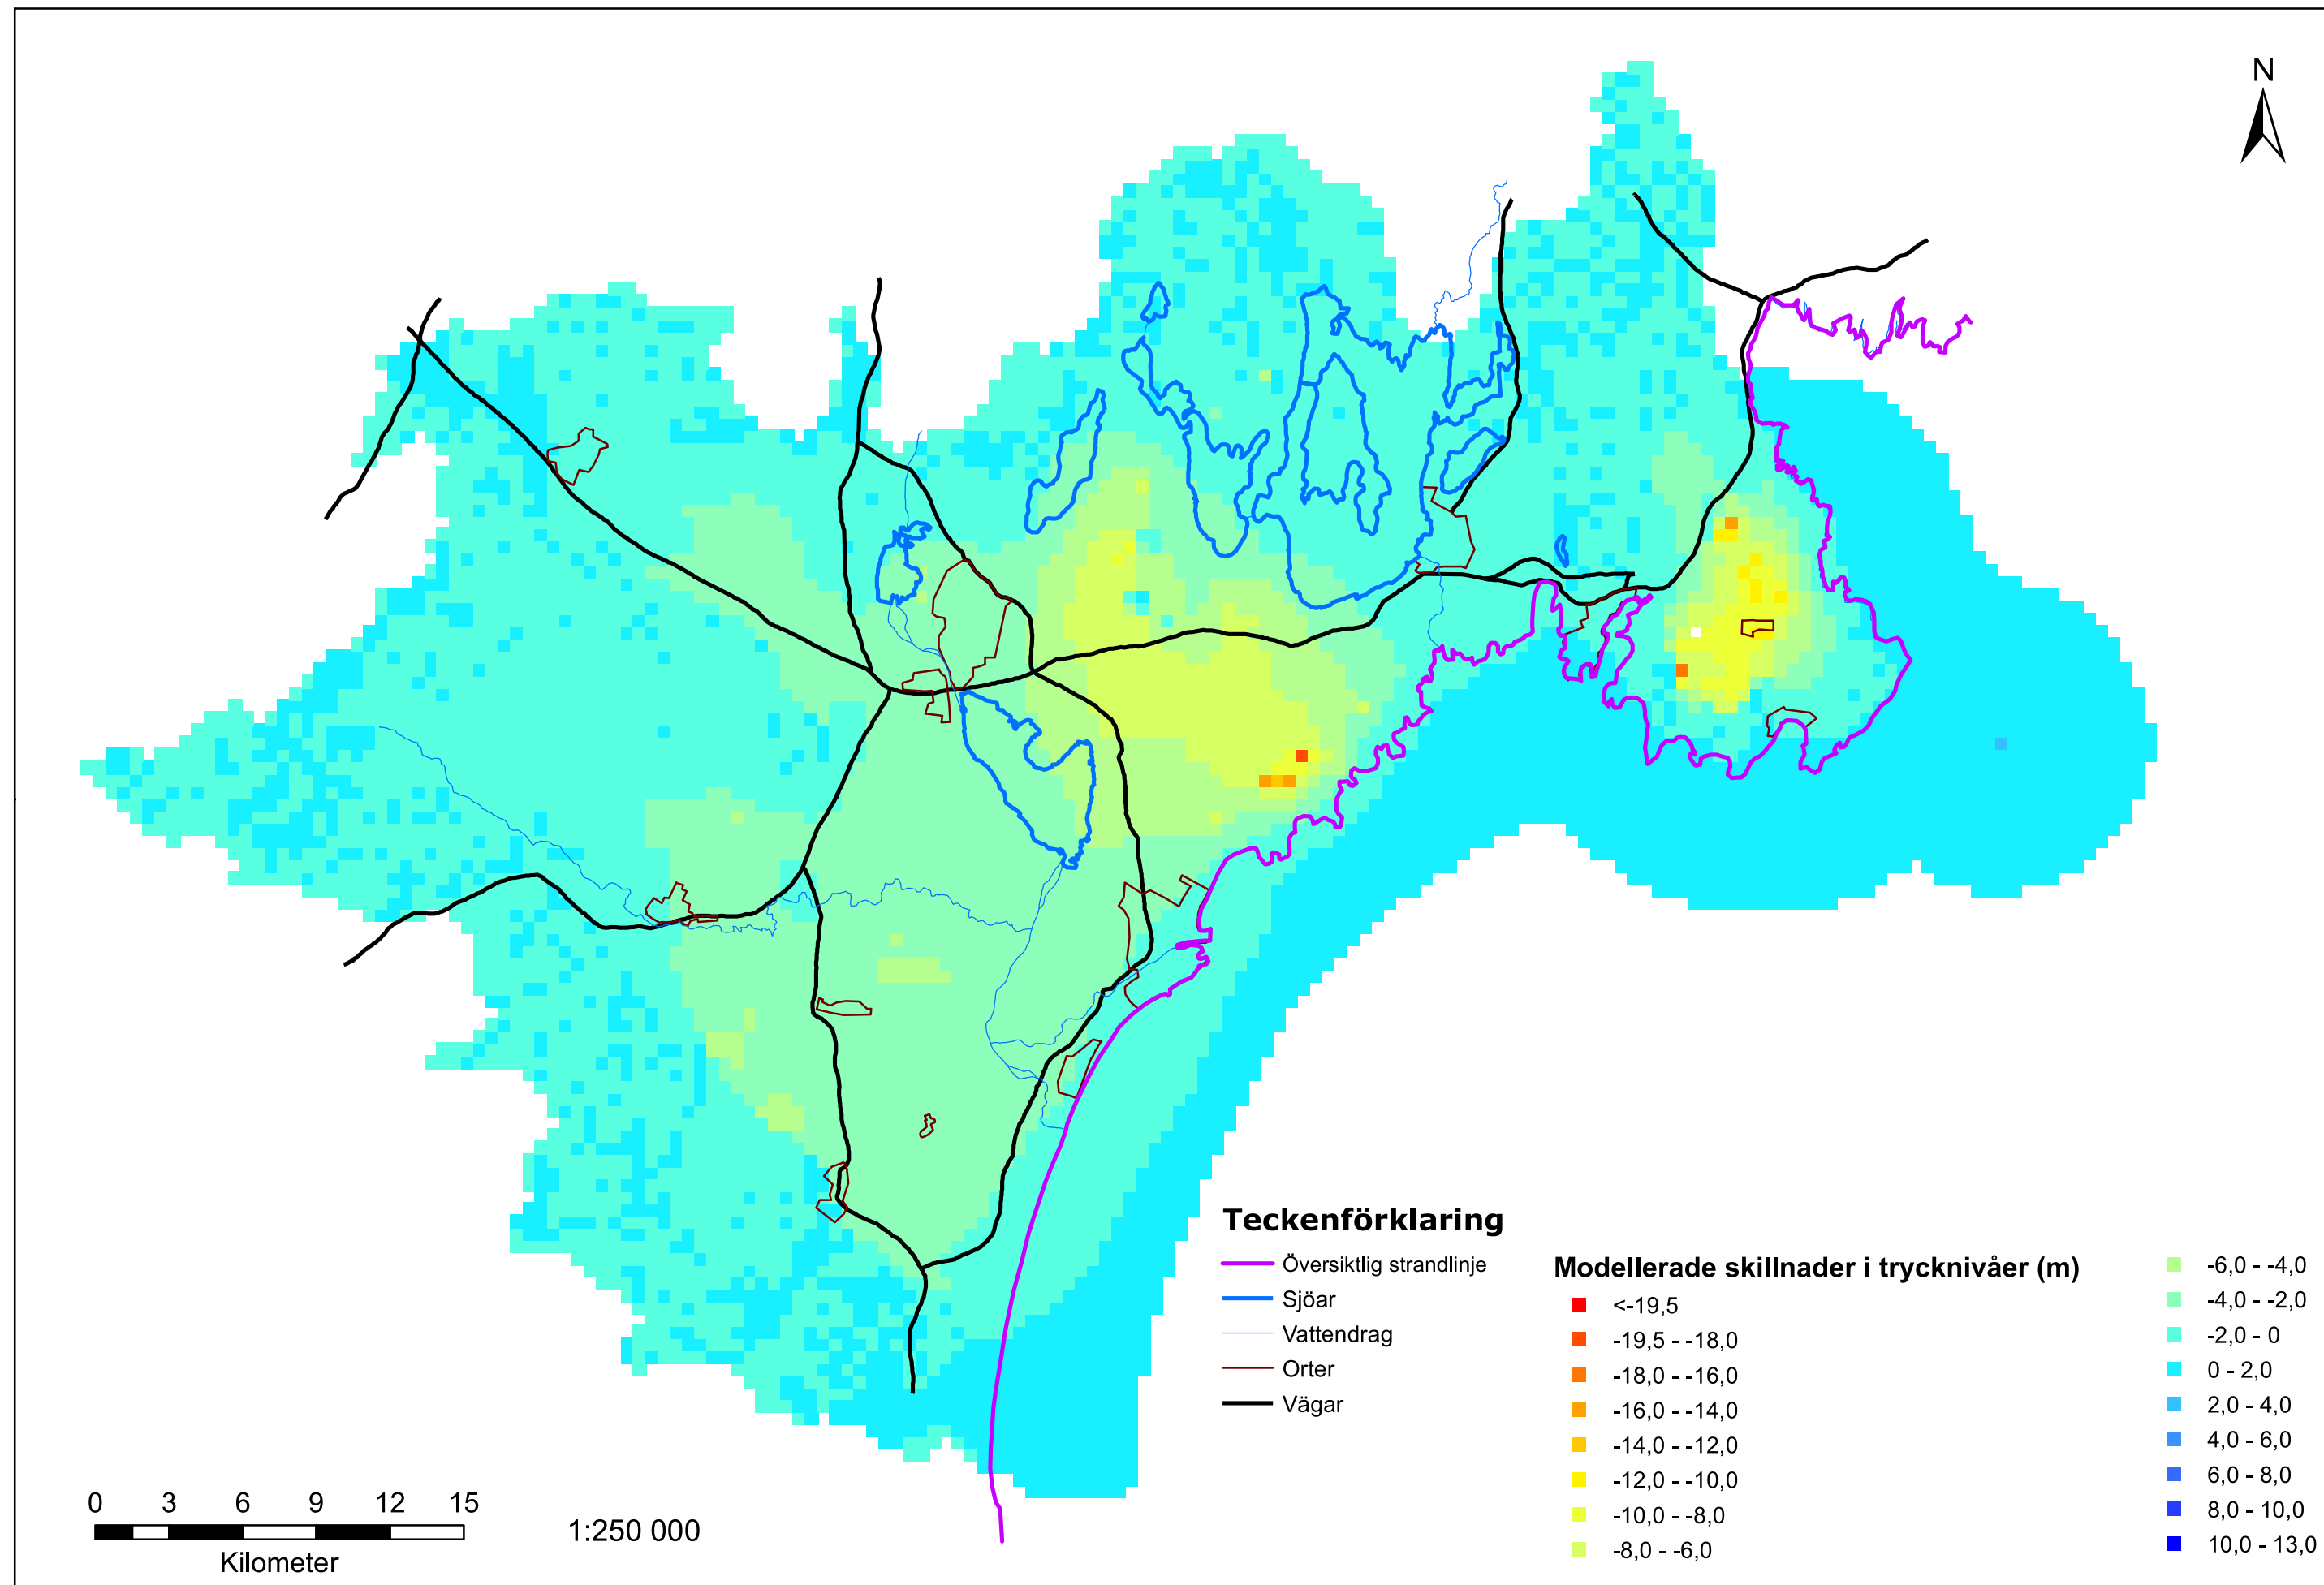 N
Teckenförklaring
Översiktlig strandlinje
Sjöar
Vattendrag
Orter
Vägar
Modellerade skillnader i trycknivåer (m)
<-19,5
-19,5 - -18,0
-18,0 - -16,0
-16,0 - -14,0
-14,0 - -12,0
-12,0 - -10,0
-10,0 - -8,0
-8,0 - -6,0
-6,0 - -4,0
-4,0 - -2,0
-2,0 - 0
0 - 2,0
2,0 - 4,0
4,0 - 6,0
6,0 - 8,0
8,0 - 10,0
10,0 - 13,0
0 3 6 9 12 15
Kilometer
1:250 000